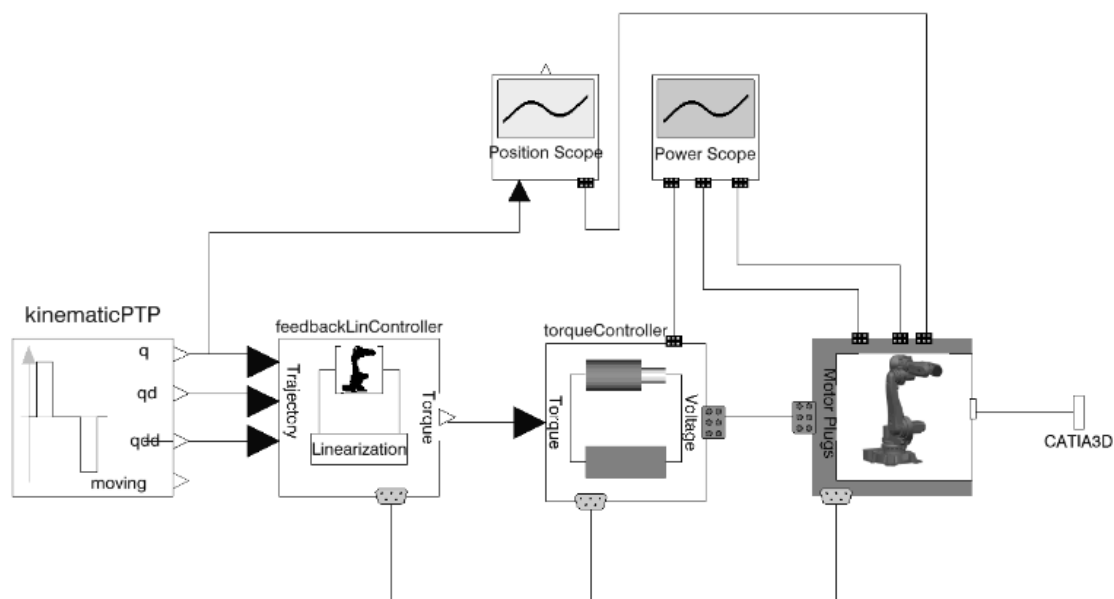 Position Scope
Power Scope
kinematicPTP
feedbackLinController
torqueController
q
qd
qdd
moving
Trajectory
Linearization
Torque
Torque
Voltage
Motor Plugs
CATIA3D